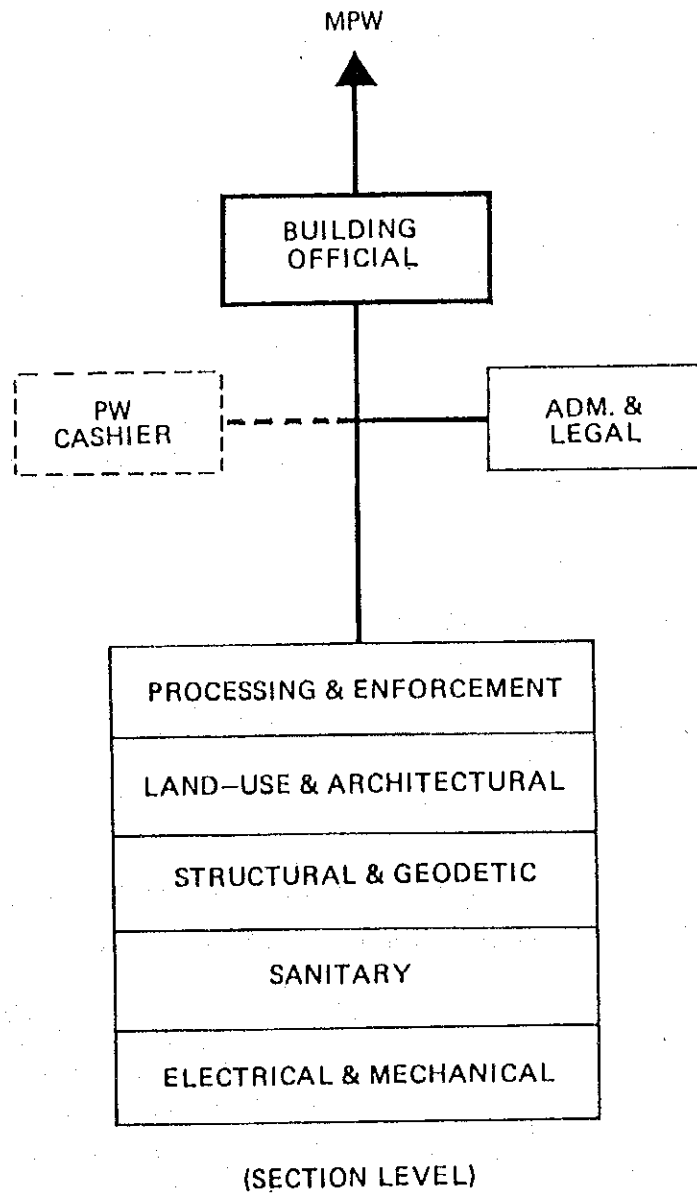 MPW
BUILDING
OFFICIAL
PW
CASHIER
ADM. &
LEGAL
PROCESSING & ENFORCEMENT
LAND–USE & ARCHITECTURAL
STRUCTURAL & GEODETIC
SANITARY
ELECTRICAL & MECHANICAL
(SECTION LEVEL)